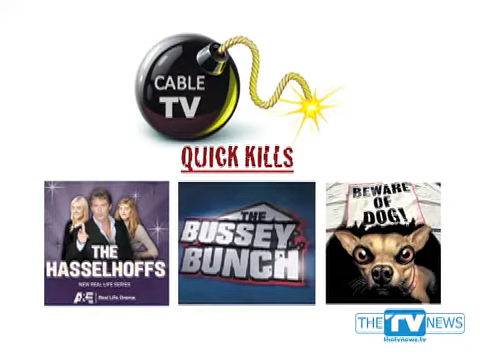 CABLE
TV
QUICK KILLS
THE
HASSELHOFFS
NEW REAL LIFE SERIES
A&E
Real Life. Drama.
THE
BUSSEY
BUNCH
BEWARE
OF
DOG!
THE TV NEWS
thetvnews.tv